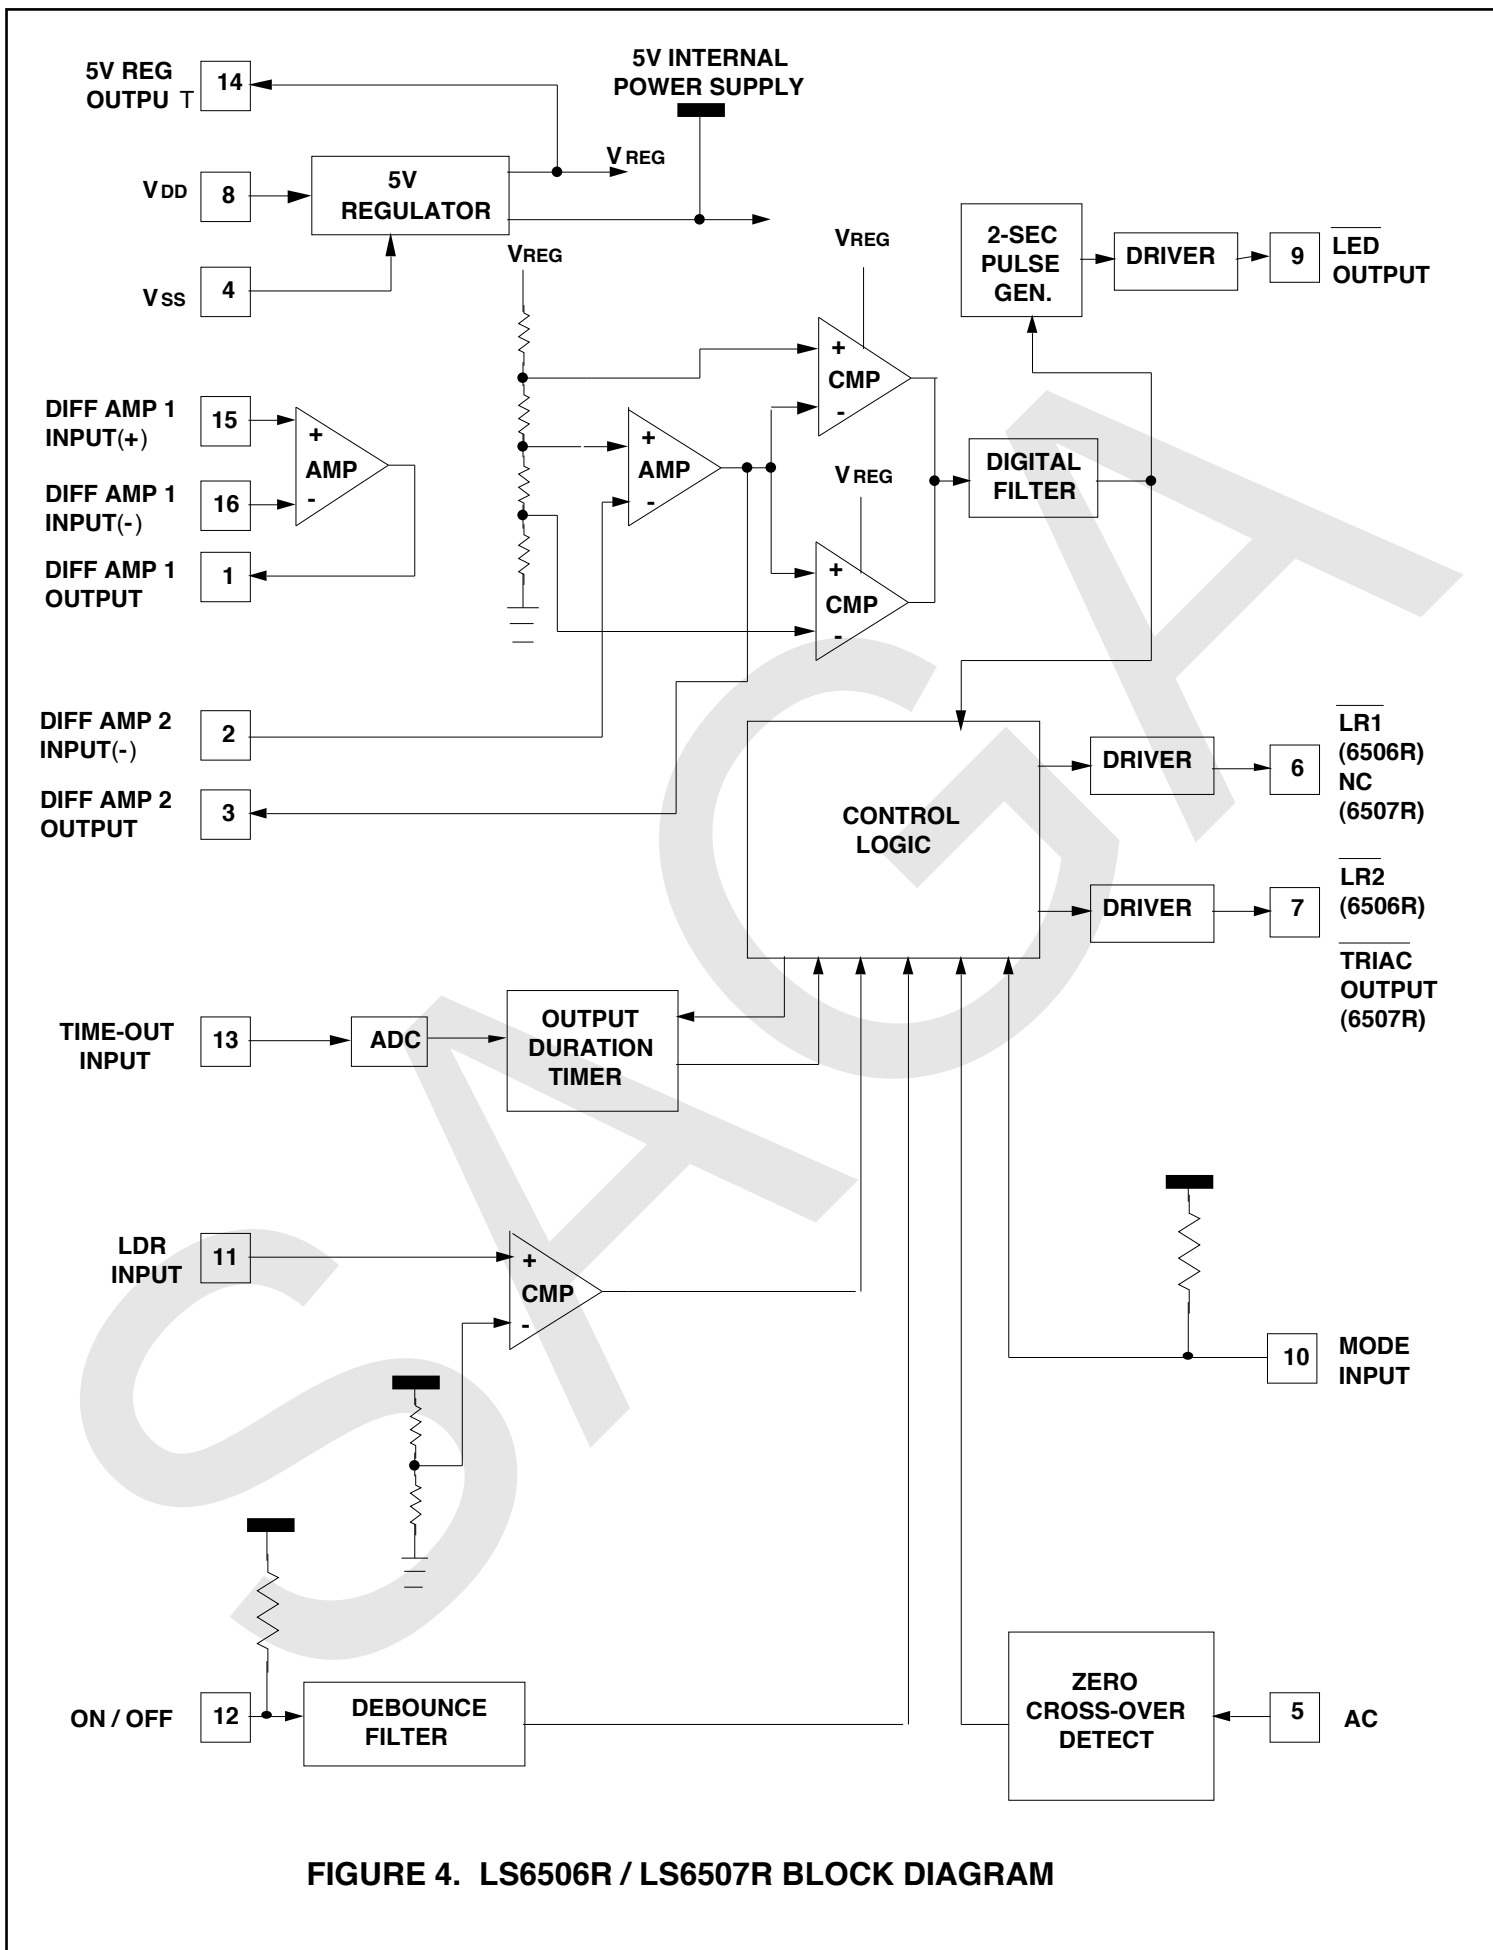 5V REG
OUTPU T
14
5V INTERNAL
POWER SUPPLY
VREG
VDD
8
5V
REGULATOR
VSS
4
VREG
VREG
2-SEC
PULSE
GEN.
DRIVER
9
LED
OUTPUT
DIFF AMP 1
INPUT(+)
15
+
AMP
-
DIFF AMP 1
INPUT(-)
16
DIFF AMP 1
OUTPUT
1
+
AMP
-
+
CMP
-
VREG
+
CMP
-
DIGITAL
FILTER
DIFF AMP 2
INPUT(-)
2
DIFF AMP 2
OUTPUT
3
CONTROL
LOGIC
DRIVER
6
LR1
(6506R)
NC
(6507R)
DRIVER
7
LR2
(6506R)
TRIAC
OUTPUT
(6507R)
TIME-OUT
INPUT
13
ADC
OUTPUT
DURATION
TIMER
LDR
INPUT
11
+
CMP
-
10
MODE
INPUT
ON / OFF
12
DEBOUNCE
FILTER
ZERO
CROSS-OVER
DETECT
5
AC
SAGA
FIGURE 4. LS6506R / LS6507R BLOCK DIAGRAM